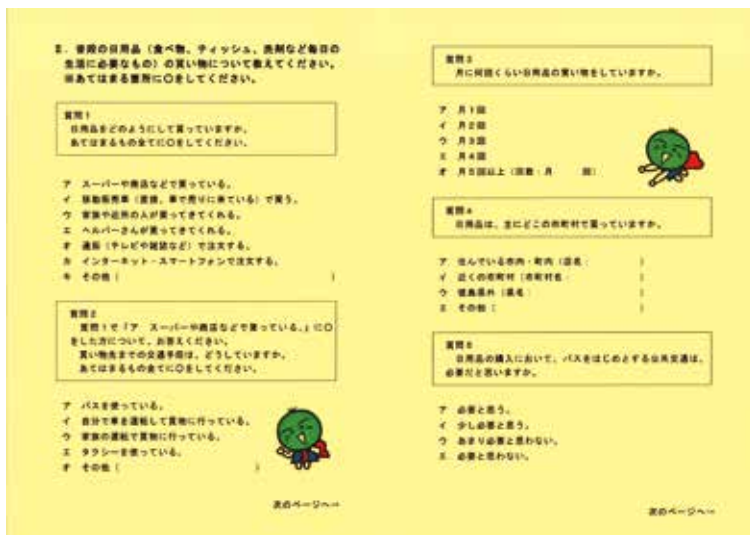 Ⅱ．普段の日用品（食べ物、ティッシュ、洗剤など毎日の
生活に必要なもの）の買い物について教えてください。
※あてはまる箇所に○をしてください。
質問１
日用品をどのようにして買っていますか。
あてはまるもの全てに○をしてください。
ア　スーパーや商店などで買っている。
イ　移動販売車（直接、車で売りに来ている）で買う。
ウ　家族や近所の人が買ってきてくれる。
エ　ヘルパーさんが買ってきてくれる。
オ　通販（テレビや雑誌など）で注文する。
カ　インターネット・スマートフォンで注文する。
キ　その他（　　　　　）
質問２
質問１で「ア　スーパーや商店などで買っている。」に○
をした方について、お答えください。
買い物先までの交通手段は、どうしていますか。
あてはまるもの全てに○をしてください。
ア　バスを使っている。
イ　自分で車を運転して買物に行っている。
ウ　家族の運転で買物に行っている。
エ　タクシーを使っている。
オ　その他（　　　　　）
次のページへ→
質問３
月に何回くらい日用品の買い物をしていますか。
ア　月１回
イ　月２回
ウ　月３回
エ　月４回
オ　月５回以上（回数：月　　回）
質問４
日用品は、主にどこの市町村で買っていますか。
ア　住んでいる市内・町内（店名：　　　　　）
イ　近くの市町村（市町村名：　　　　　）
ウ　徳島県外（県名：　　　　　）
エ　その他（　　　　　）
質問５
日用品の購入において、バスをはじめとする公共交通は、
必要だと思いますか。
ア　必要と思う。
イ　少し必要と思う。
ウ　あまり必要と思わない。
エ　必要と思わない。
次のページへ→